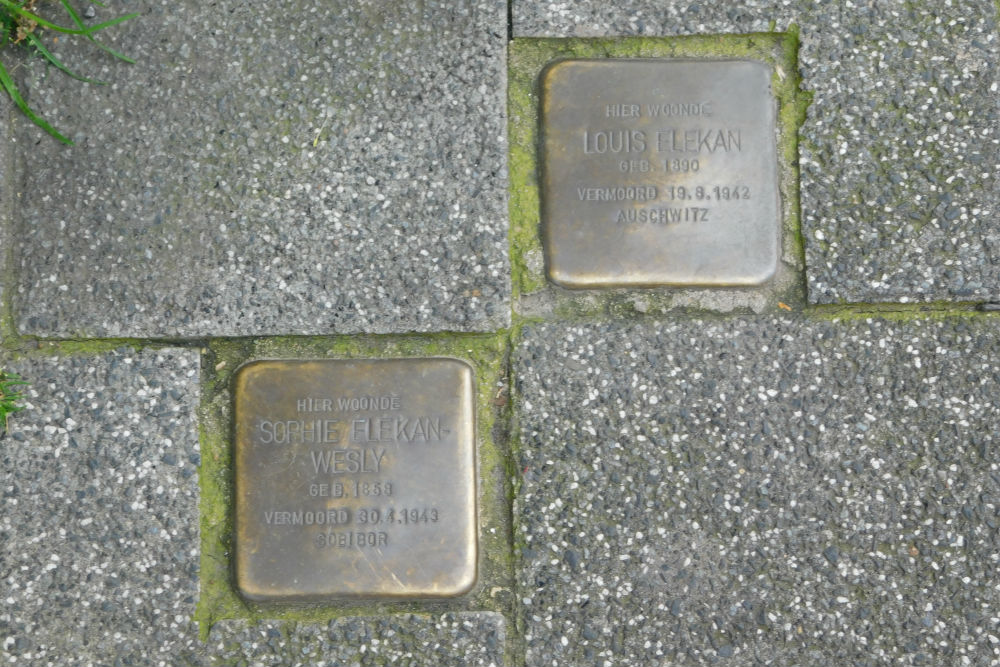 HIER WOONDE
LOUIS ELEKAN
GEB. 1890
VERMOORD 19.8.1942
AUSCHWITZ
HIER WOONDE
SOPHIE ELEKAN-
WESLY
GEB. 1858
VERMOORD 30.4.1943
SOBIBOR